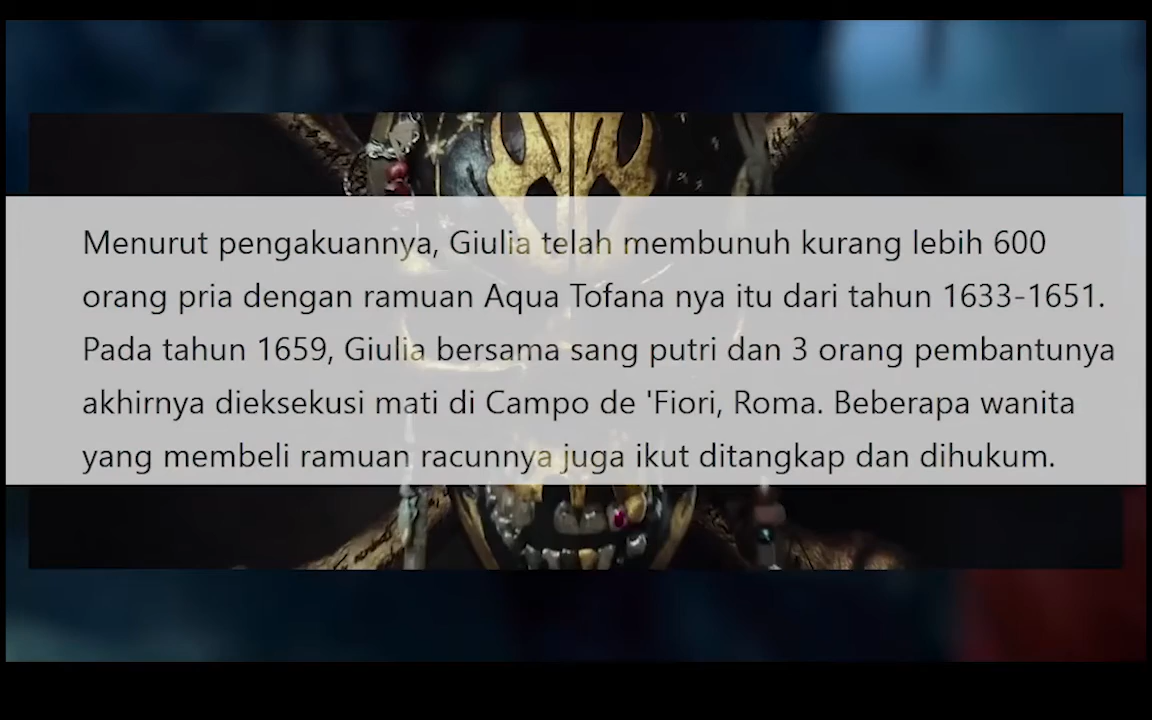 Menurut pengakuannya, Giulia telah membunuh kurang lebih 600
orang pria dengan ramuan Aqua Tofana nya itu dari tahun 1633-1651.
Pada tahun 1659, Giulia bersama sang putri dan 3 orang pembantunya
akhirnya dieksekusi mati di Campo de 'Fiori, Roma. Beberapa wanita
yang membeli ramuan racunnya juga ikut ditangkap dan dihukum.